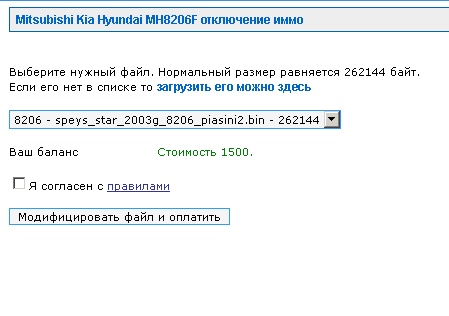 Mitsubishi Kia Hyundai MH8206F отключение иммо
Выберите нужный файл. Нормальный размер равняется 262144 байт.
Если его нет в списке то загрузить его можно здесь
8206 - speys_star_2003g_8206_piasini2.bin - 262144
Ваш баланс Стоимость 1500.
Я согласен с правилами
Модифицировать файл и оплатить